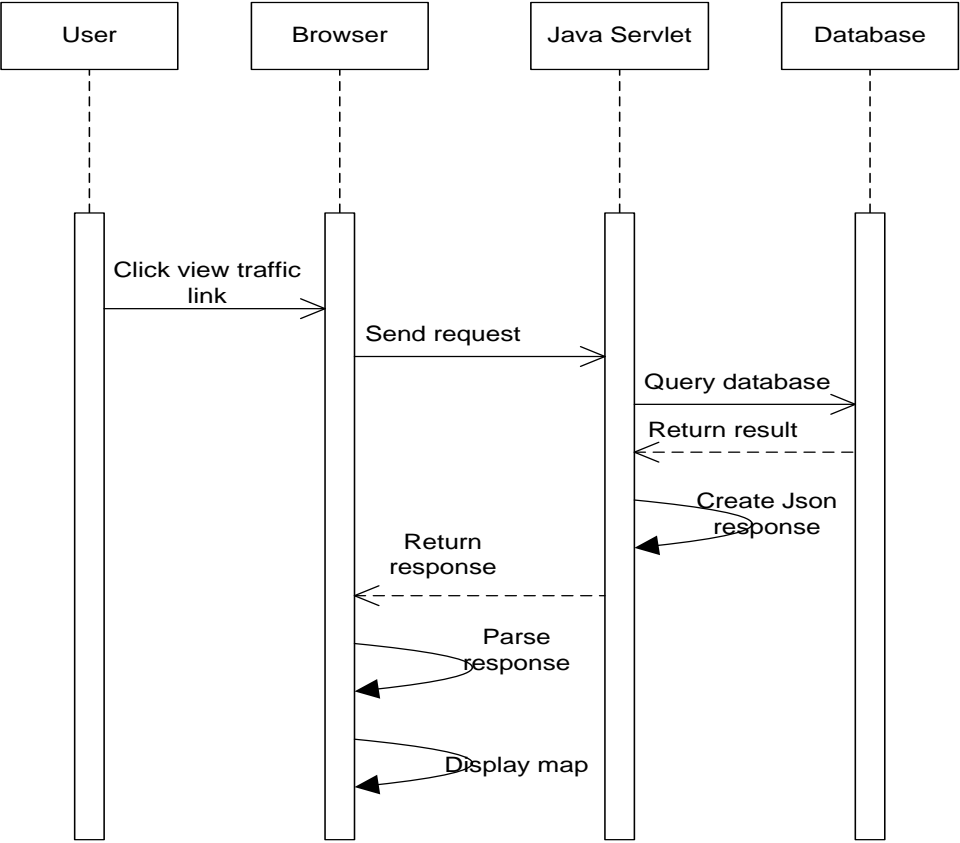 User
Browser
Java Servlet
Database
Click view traffic
link
Send request
Query database
Return result
Create Json
response
Return
response
Parse
response
Display map